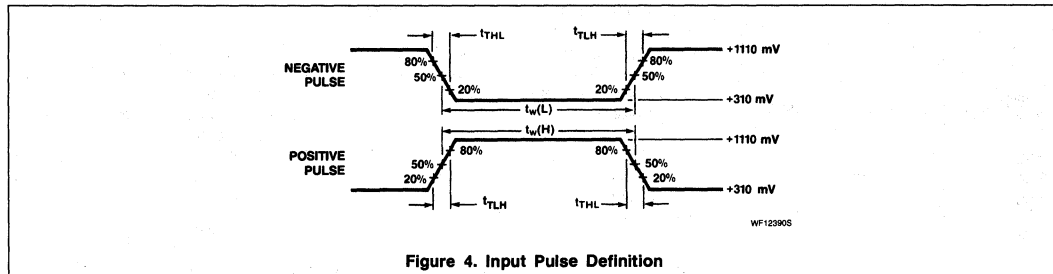 tTHL
tTLH
+1110 mV
NEGATIVE
PULSE
80%
50%
20%
80%
50%
20%
+310 mV
tw(L)
tw(H)
+1110 mV
POSITIVE
PULSE
80%
50%
20%
80%
50%
20%
+310 mV
tTLH
tTHL
WF12390S
Figure 4. Input Pulse Definition